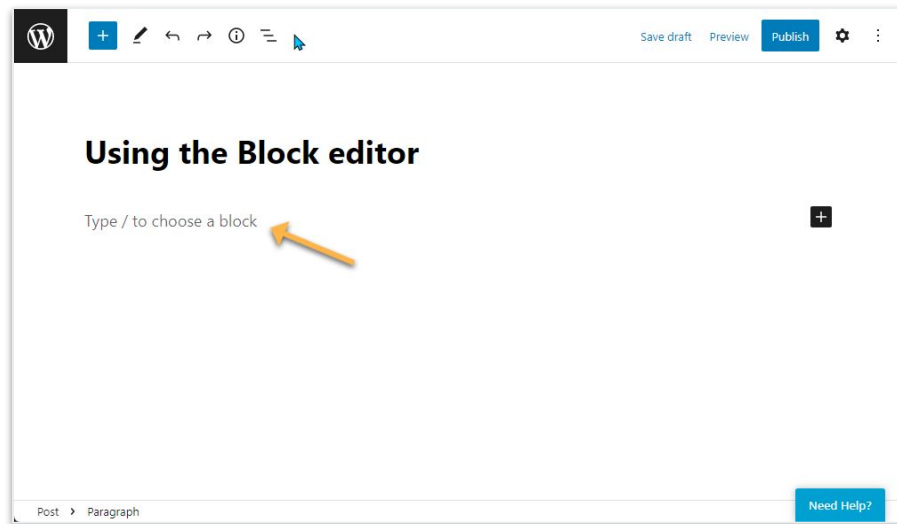 Save draft Preview Publish
Using the Block editor
Type / to choose a block
Need Help?
Post > Paragraph